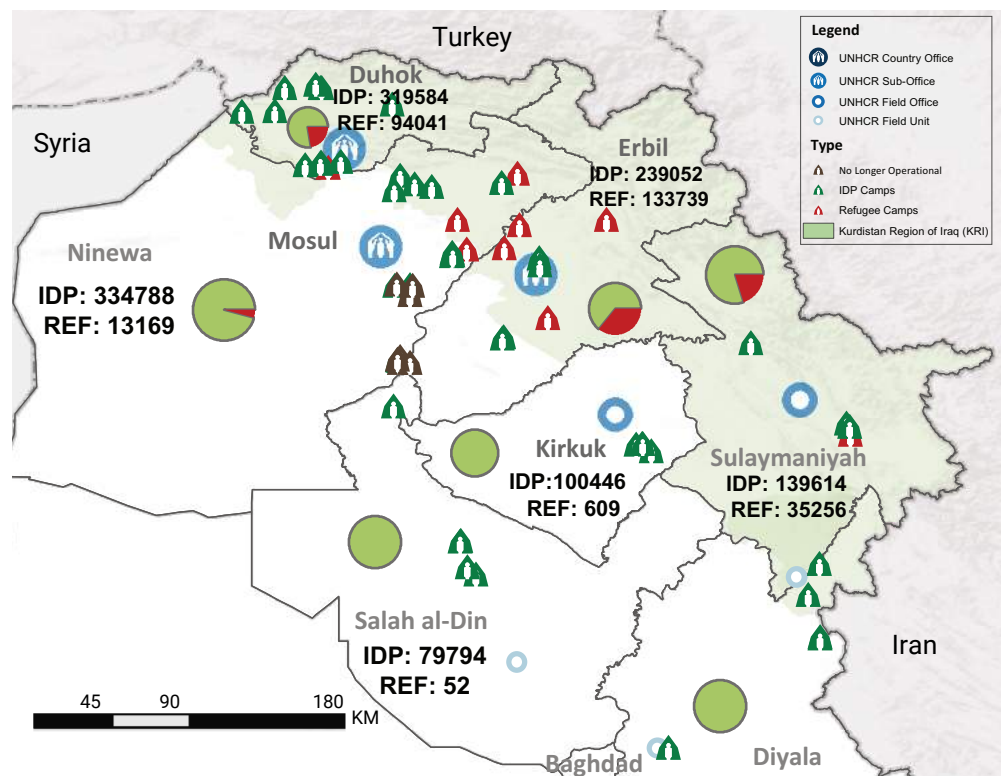 Turkey
Legend
UNHCR Country Office
UNHCR Sub-Office
UNHCR Field Office
UNHCR Field Unit
Type
No Longer Operational
IDP Camps
Refugee Camps
Kurdistan Region of Iraq (KRI)
Duhok
IDP: 319584
REF: 94041
Syria
Erbil
IDP: 239052
REF: 133739
Mosul
Ninewa
IDP: 334788
REF: 13169
Kirkuk
IDP:100446
REF: 609
Sulaymaniyah
IDP: 139614
REF: 35256
Salah al-Din
IDP: 79794
REF: 52
Iran
45 90 180
KM
Baghdad
Diyala